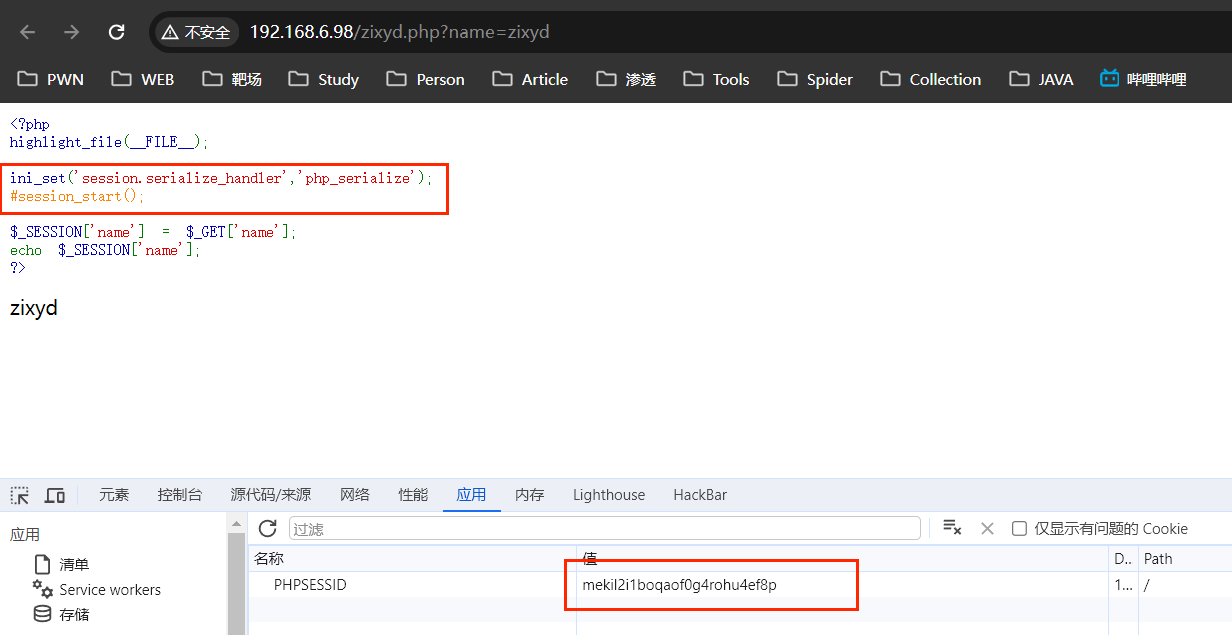 不安全 192.168.6.98/zixyd.php?name=zixyd
PWN WEB 靶场 Study Person Article 渗透 Tools Spider Collection JAVA 哔哩哔哩
<?php
highlight_file(__FILE__);
ini_set('session.serialize_handler','php_serialize');
#session_start();
$_SESSION['name'] = $_GET['name'];
echo $_SESSION['name'];
?>
zixyd
元素 控制台 源代码/来源 网络 性能 应用 内存 Lighthouse HackBar
应用
过滤
仅显示有问题的 Cookie
清单
Service workers
存储
名称 值 D.. Path
PHPSESSID mekil2i1boqaof0g4rohu4ef8p 1... /